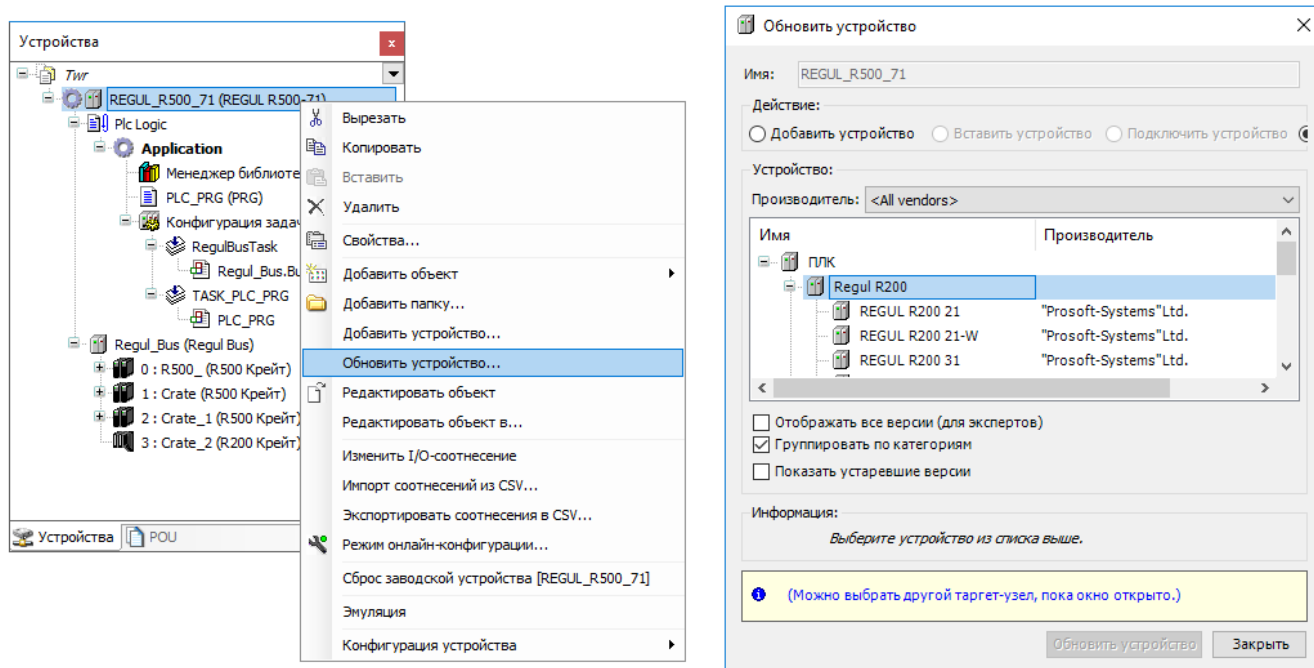 Устройства
x
Twr
REGUL_R500_71 (REGUL R500-71)
Plc Logic
Application
Менеджер библиоте
PLC_PRG (PRG)
Конфигурация задач
RegulBusTask
Regul_Bus.Bu
TASK_PLC_PRG
PLC_PRG
Regul_Bus (Regul Bus)
0 : R500_ (R500 Крейт)
1 : Crate (R500 Крейт)
2 : Crate_1 (R500 Крейт)
3 : Crate_2 (R200 Крейт)
Устройства
POU
Вырезать
Копировать
Вставить
Удалить
Свойства...
Добавить объект
Добавить папку...
Добавить устройство...
Обновить устройство...
Редактировать объект
Редактировать объект в...
Изменить I/O-соотнесение
Импорт соотнесений из CSV...
Экспортировать соотнесения в CSV...
Режим онлайн-конфигурации...
Сброс заводской устройства [REGUL_R500_71]
Эмуляция
Конфигурация устройства
Обновить устройство
Имя: REGUL_R500_71
Действие:
Добавить устройство Вставить устройство Подключить устройство
Устройство:
Производитель: <All vendors>
Имя Производитель
ПЛК
Regul R200
REGUL R200 21 "Prosoft-Systems"Ltd.
REGUL R200 21-W "Prosoft-Systems"Ltd.
REGUL R200 31 "Prosoft-Systems"Ltd.
Отображать все версии (для экспертов)
Группировать по категориям
Показать устаревшие версии
Информация:
Выберите устройство из списка выше.
(Можно выбрать другой таргет-узел, пока окно открыто.)
Обновить устройство Закрыть